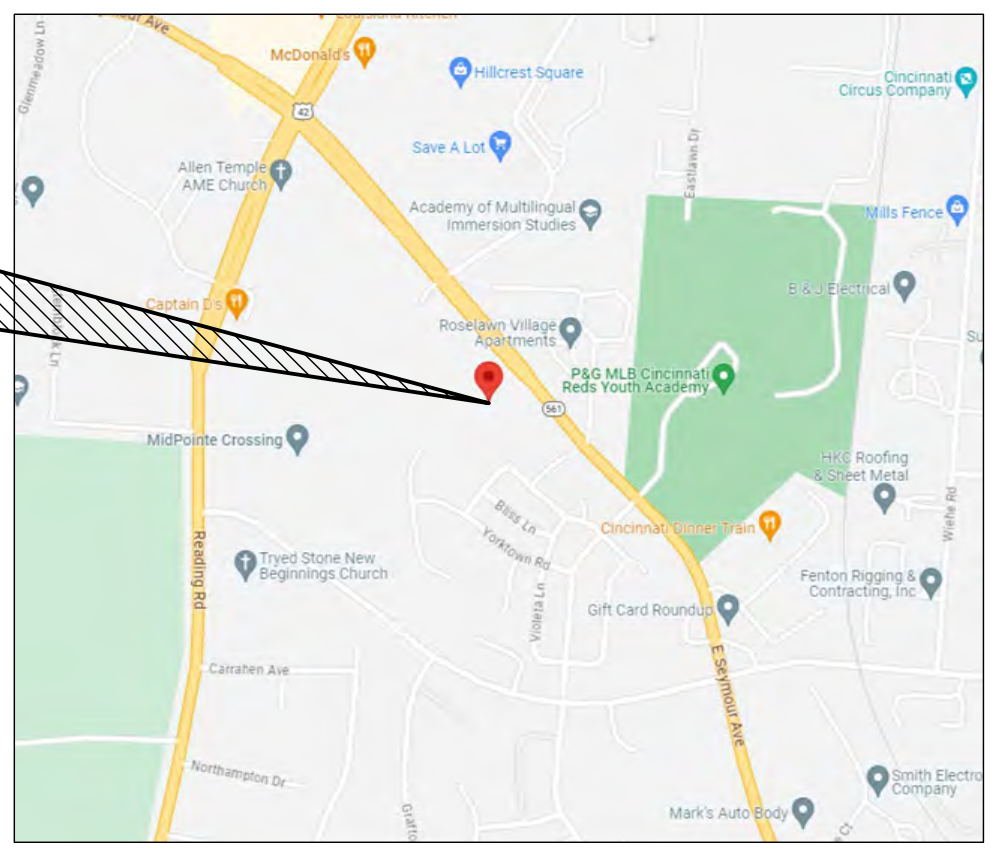 Ave
McDonald's
Glenmeadow Ln
42
Hillcrest Square
Cincinnati
Circus Company
Save A Lot
Allen Temple
AME Church
Eastlawn Dr
Academy of Multilingual
Immersion Studies
Mills Fence
B & J Electrical
Captain D's
Roselawn Village
Apartments
P&G MLB Cincinnati
Reds Youth Academy
561
MidPointe Crossing
HKC Roofing
& Sheet Metal
Bliss Ln
Yorktown Rd
Cincinnati Dinner Train
Wiehe Rd
Reading Rd
Tryed Stone New
Beginnings Church
Violeta Ln
Fenton Rigging &
Contracting, Inc
Gift Card Roundup
Carrahen Ave
E Seymour Ave
Northampton Dr
Smith Electro
Company
Mark's Auto Body
Ct